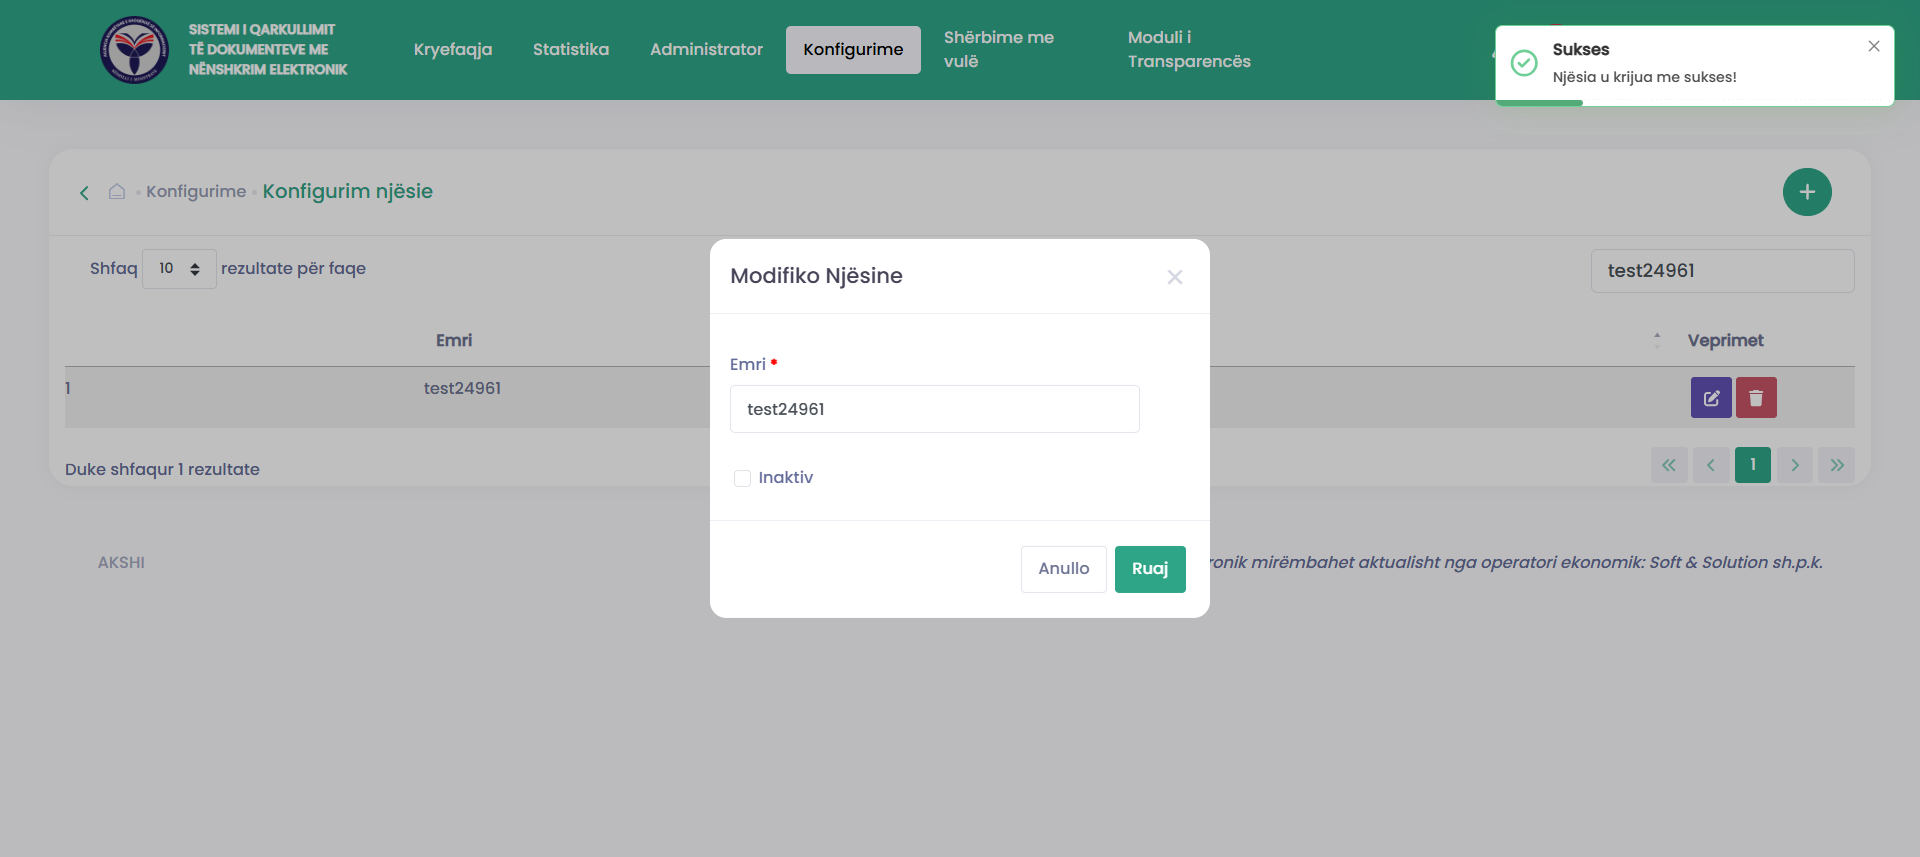 SISTEMI I QARKULLIMIT
TË DOKUMENTEVE ME
NËNSHKRIM ELEKTRONIK
Kryefaqja
Statistika
Administrator
Konfigurime
Shërbime me
vulë
Moduli i
Transparencës
Sukses
Njësia u krijua me sukses!
Konfigurime
Konfigurim njësie
Shfaq 10 rezultate për faqe
test24961
Emri
Veprimet
1
test24961
Duke shfaqur 1 rezultate
1
Modifiko Njësine
Emri *
test24961
Inaktiv
Anullo
Ruaj
AKSHI
mirëmbahet aktualisht nga operatori ekonomik: Soft & Solution sh.p.k.